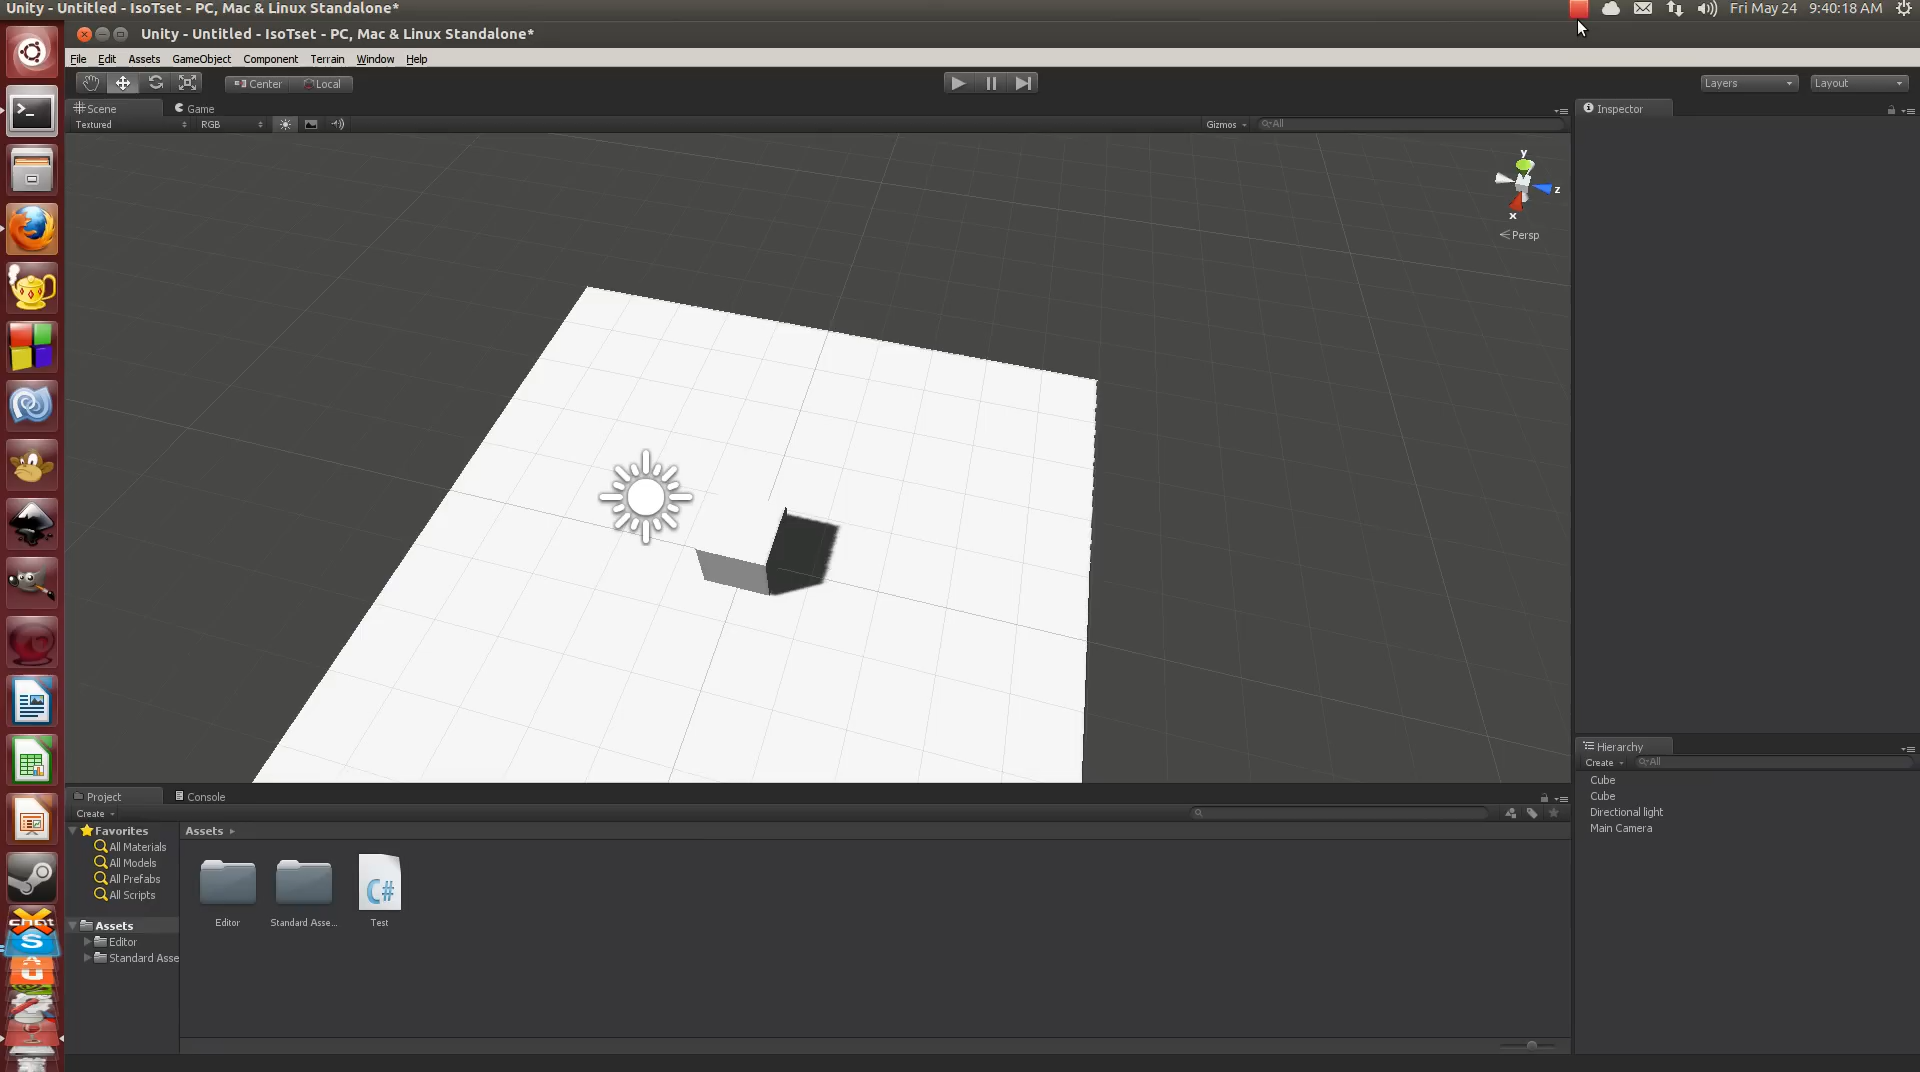 Unity - Untitled - IsoTset - PC, Mac & Linux Standalone*
Fri May 24 9:40:18 AM
Unity - Untitled - IsoTset - PC, Mac & Linux Standalone*
File Edit Assets GameObject Component Terrain Window Help
Center Local
Layers Layout
Scene Game
Inspector
Textured RGB
Gizmos All
y
z
x
Persp
Hierarchy
Create All
Cube
Cube
Directional light
Main Camera
Project Console
Create
Favorites
All Materials
All Models
All Prefabs
All Scripts
Assets
Editor
Standard Asse
Assets
C#
Editor Standard Asse... Test